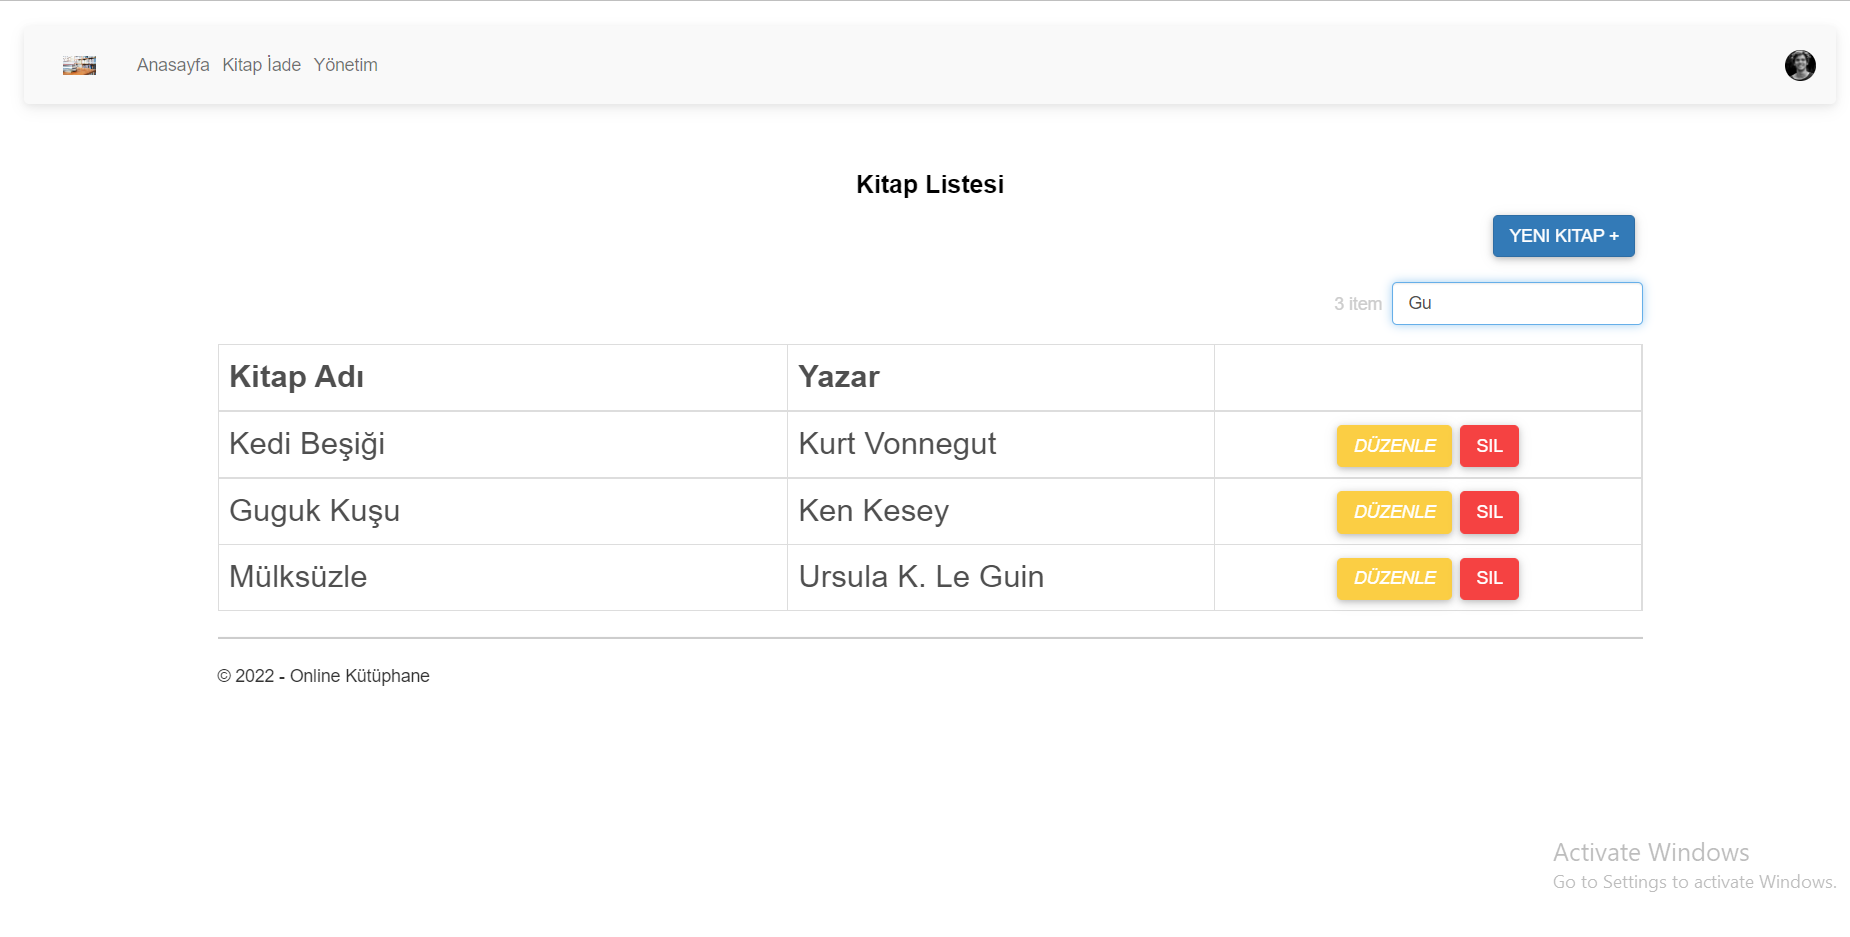 Anasayfa Kitap İade Yönetim
Kitap Listesi
YENI KITAP +
3 item Gu
Kitap Adı Yazar
Kedi Beşiği Kurt Vonnegut DÜZENLE SIL
Guguk Kuşu Ken Kesey DÜZENLE SIL
Mülksüzle Ursula K. Le Guin DÜZENLE SIL
© 2022 - Online Kütüphane
Activate Windows
Go to Settings to activate Windows.